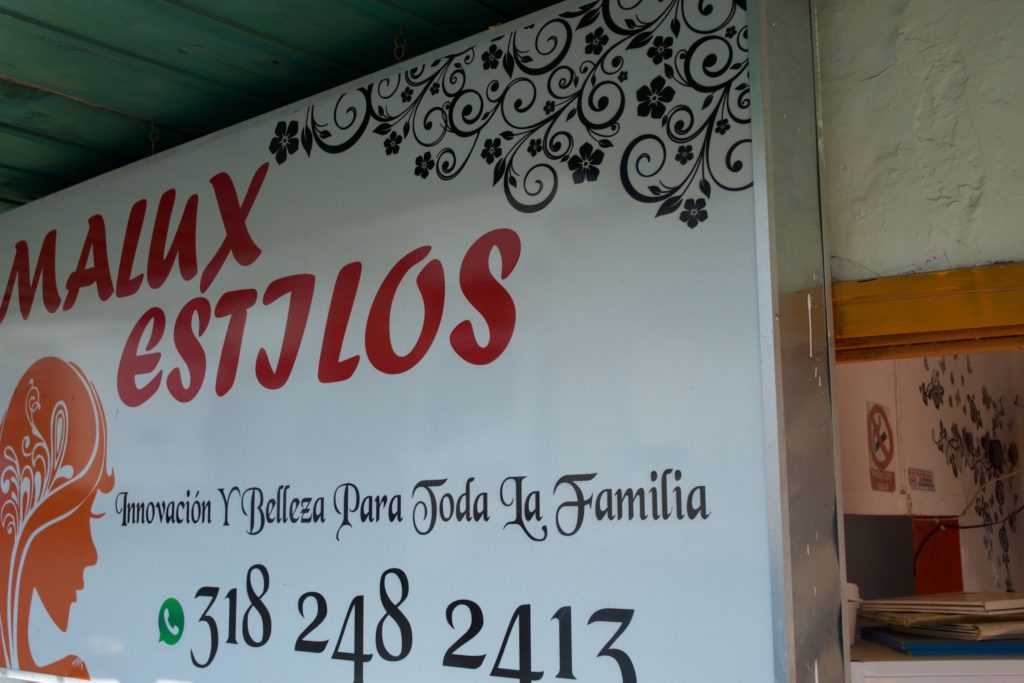 MALUX
ESTILOS
Innovación Y Belleza Para Toda La Familia
318 248 2413